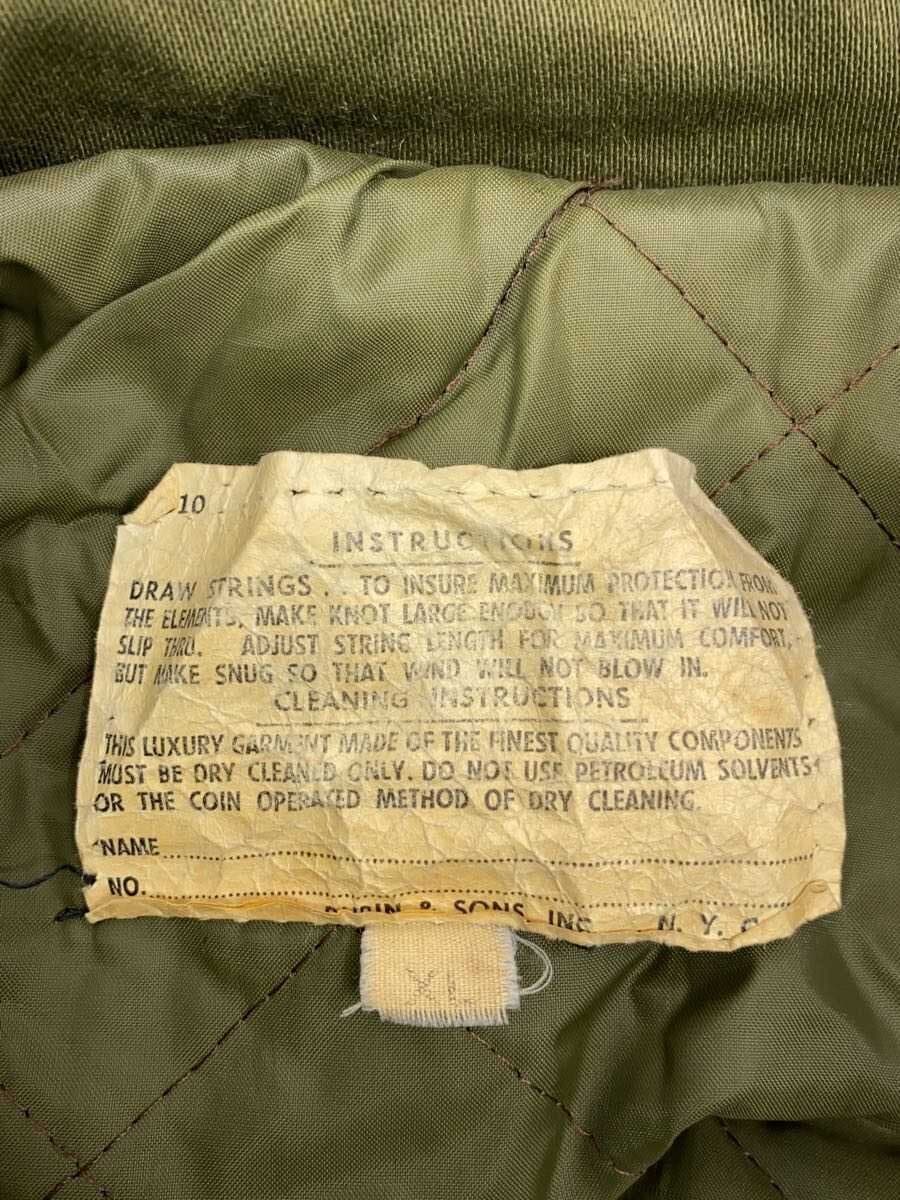 10
INSTRUCTIONS
DRAW STRINGS . . TO INSURE MAXIMUM PROTECTION FROM
THE ELEMENTS, MAKE KNOT LARGE ENOUGH SO THAT IT WILL NOT
SLIP THRU. ADJUST STRING LENGTH FOR MAXIMUM COMFORT,
BUT MAKE SNUG SO THAT WIND WILL NOT BLOW IN.
CLEANING INSTRUCTIONS
THIS LUXURY GARMENT MADE OF THE FINEST QUALITY COMPONENTS
MUST BE DRY CLEANED ONLY. DO NOT USE PETROLEUM SOLVENTS
OR THE COIN OPERATED METHOD OF DRY CLEANING.
NAME
NO.
& SONS, INC. N. Y. C.
XL